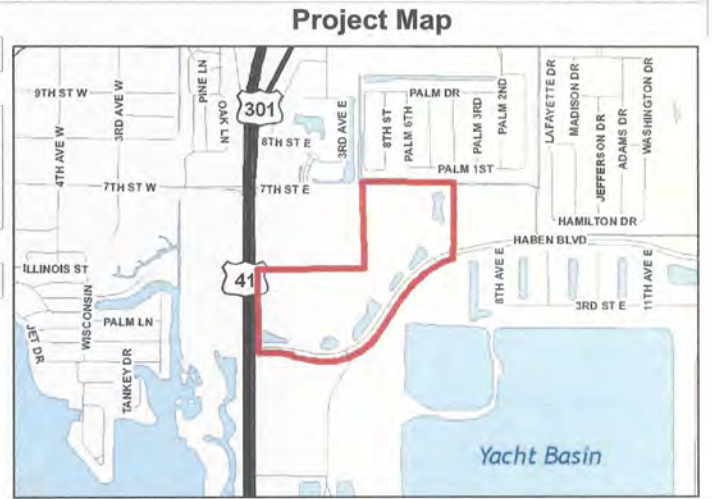 Project Map
9TH ST W
4TH AVE W
3RD AVE W
PINE LN
OAK LN
301
8TH ST E
3RD AVE E
PALM DR
8TH ST
PALM 6TH
PALM 3RD
PALM 2ND
PALM 1ST
LAFAYETTE DR
MADISON DR
JEFFERSON DR
ADAMS DR
WASHINGTON DR
7TH ST W
7TH ST E
HAMILTON DR
HABEN BLVD
ILLINOIS ST
41
8TH AVE E
3RD ST E
11TH AVE E
WISCONSIN
PALM LN
JET DR
TANKEY DR
Yacht Basin